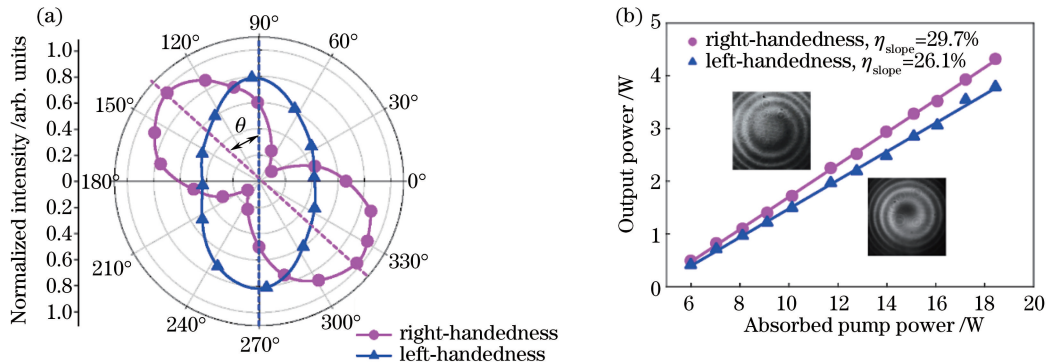 (a)
Normalized intensity /arb. units
1.0
0.8
0.6
0.4
0.2
0
0.2
0.4
0.6
0.8
1.0
90°
120°
60°
150°
30°
θ
180°
0°
210°
330°
240°
300°
270°
right-handedness
left-handedness
(b)
Output power /W
5
4
3
2
1
0
right-handedness, ηslope=29.7%
left-handedness, ηslope=26.1%
6 8 10 12 14 16 18 20
Absorbed pump power /W